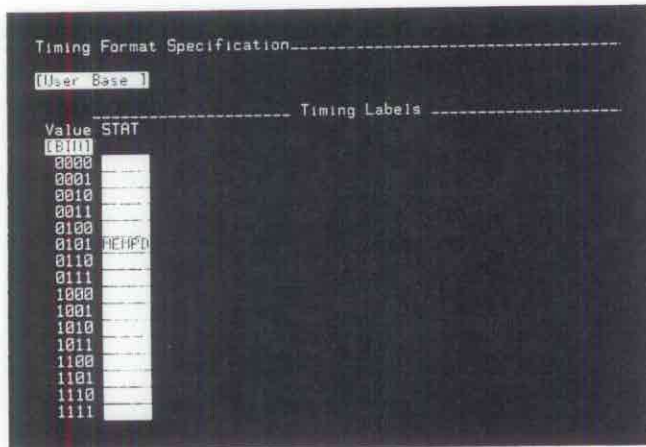 Timing Format Specification
[User Base ]
Timing Labels
Value STAT
[BIN]
0000
0001
0010
0011
0100
0101 MEMRD
0110
0111
1000
1001
1010
1011
1100
1101
1110
1111